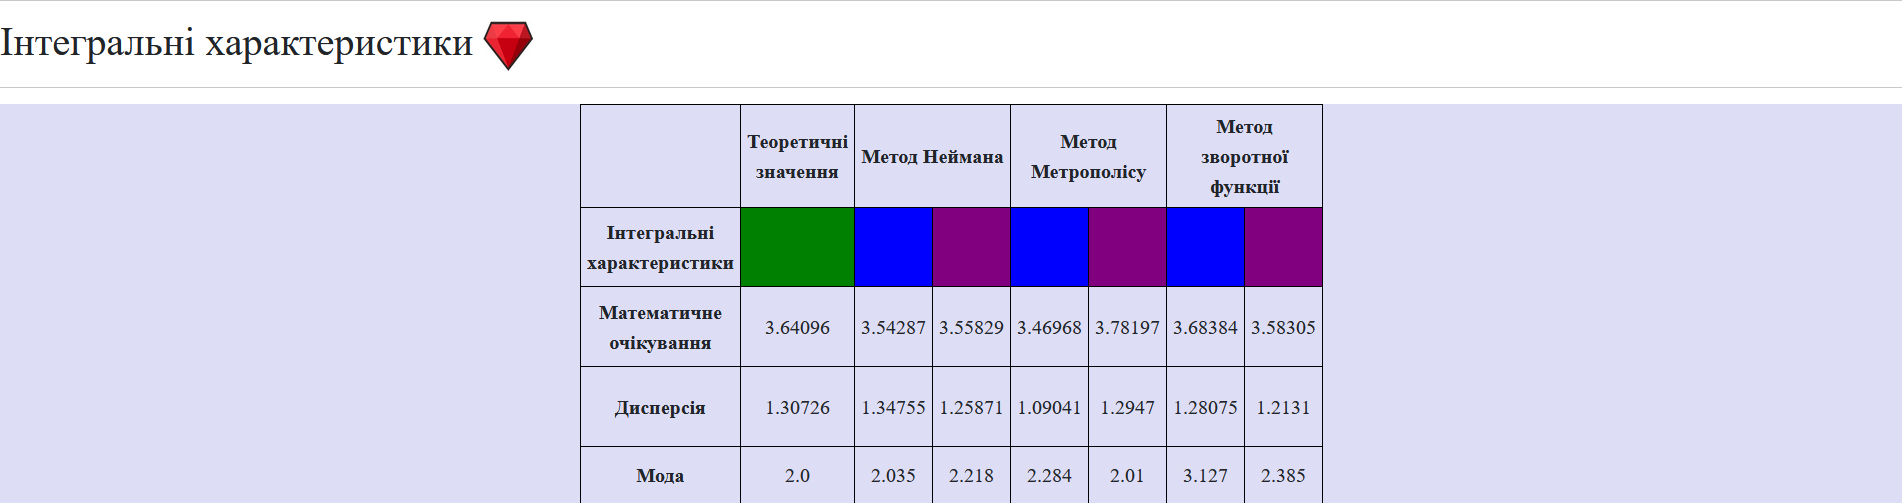 Інтегральні характеристики
Теоретичні
значення
Метод Неймана
Метод
Метрополісу
Метод
зворотної
функції
Інтегральні
характеристики
Математичне
очікування
3.64096 3.54287 3.55829 3.46968 3.78197 3.68384 3.58305
Дисперсія 1.30726 1.34755 1.25871 1.09041 1.2947 1.28075 1.2131
Мода 2.0 2.035 2.218 2.284 2.01 3.127 2.385